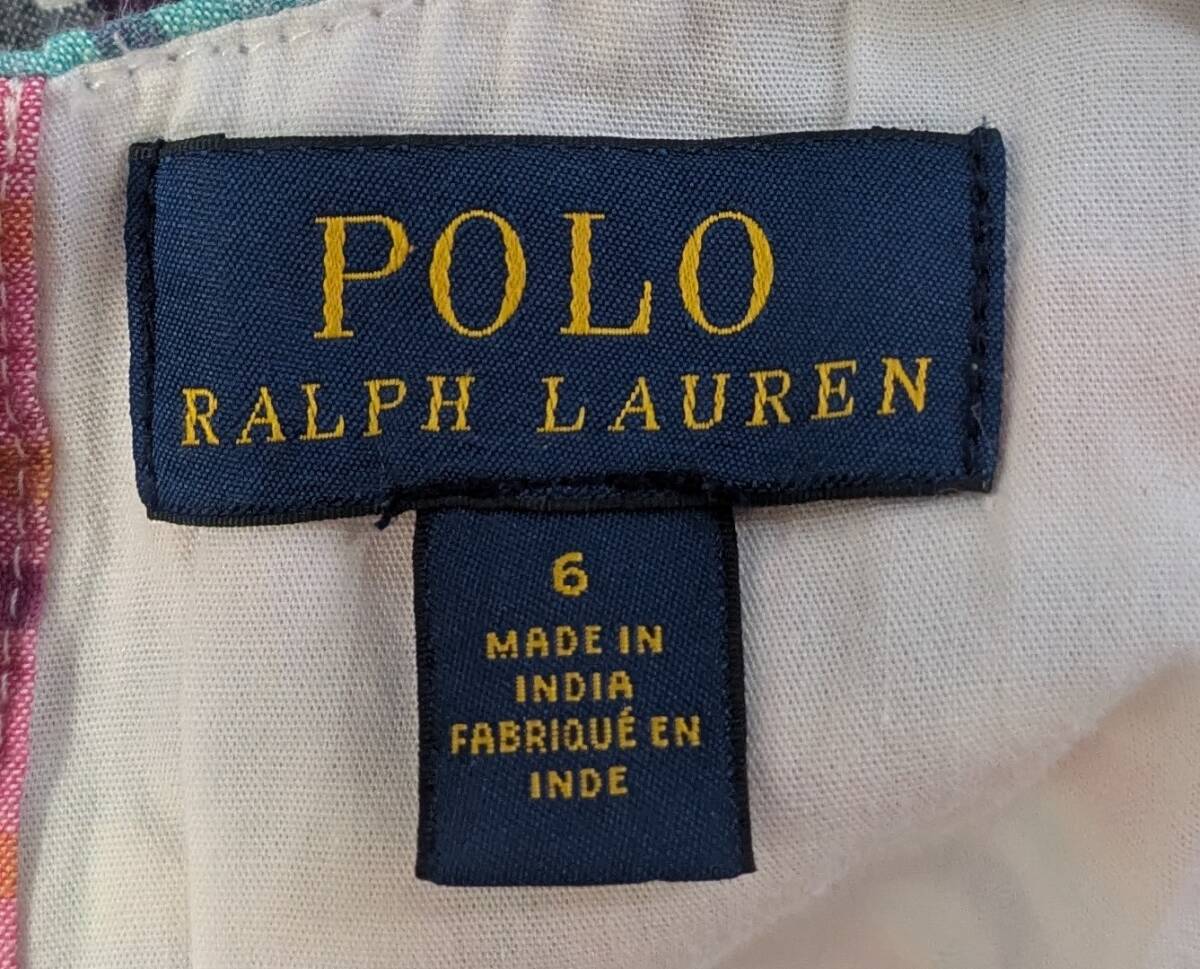 POLO
RALPH LAUREN
6
MADE IN
INDIA
FABRIQUÉ EN
INDE